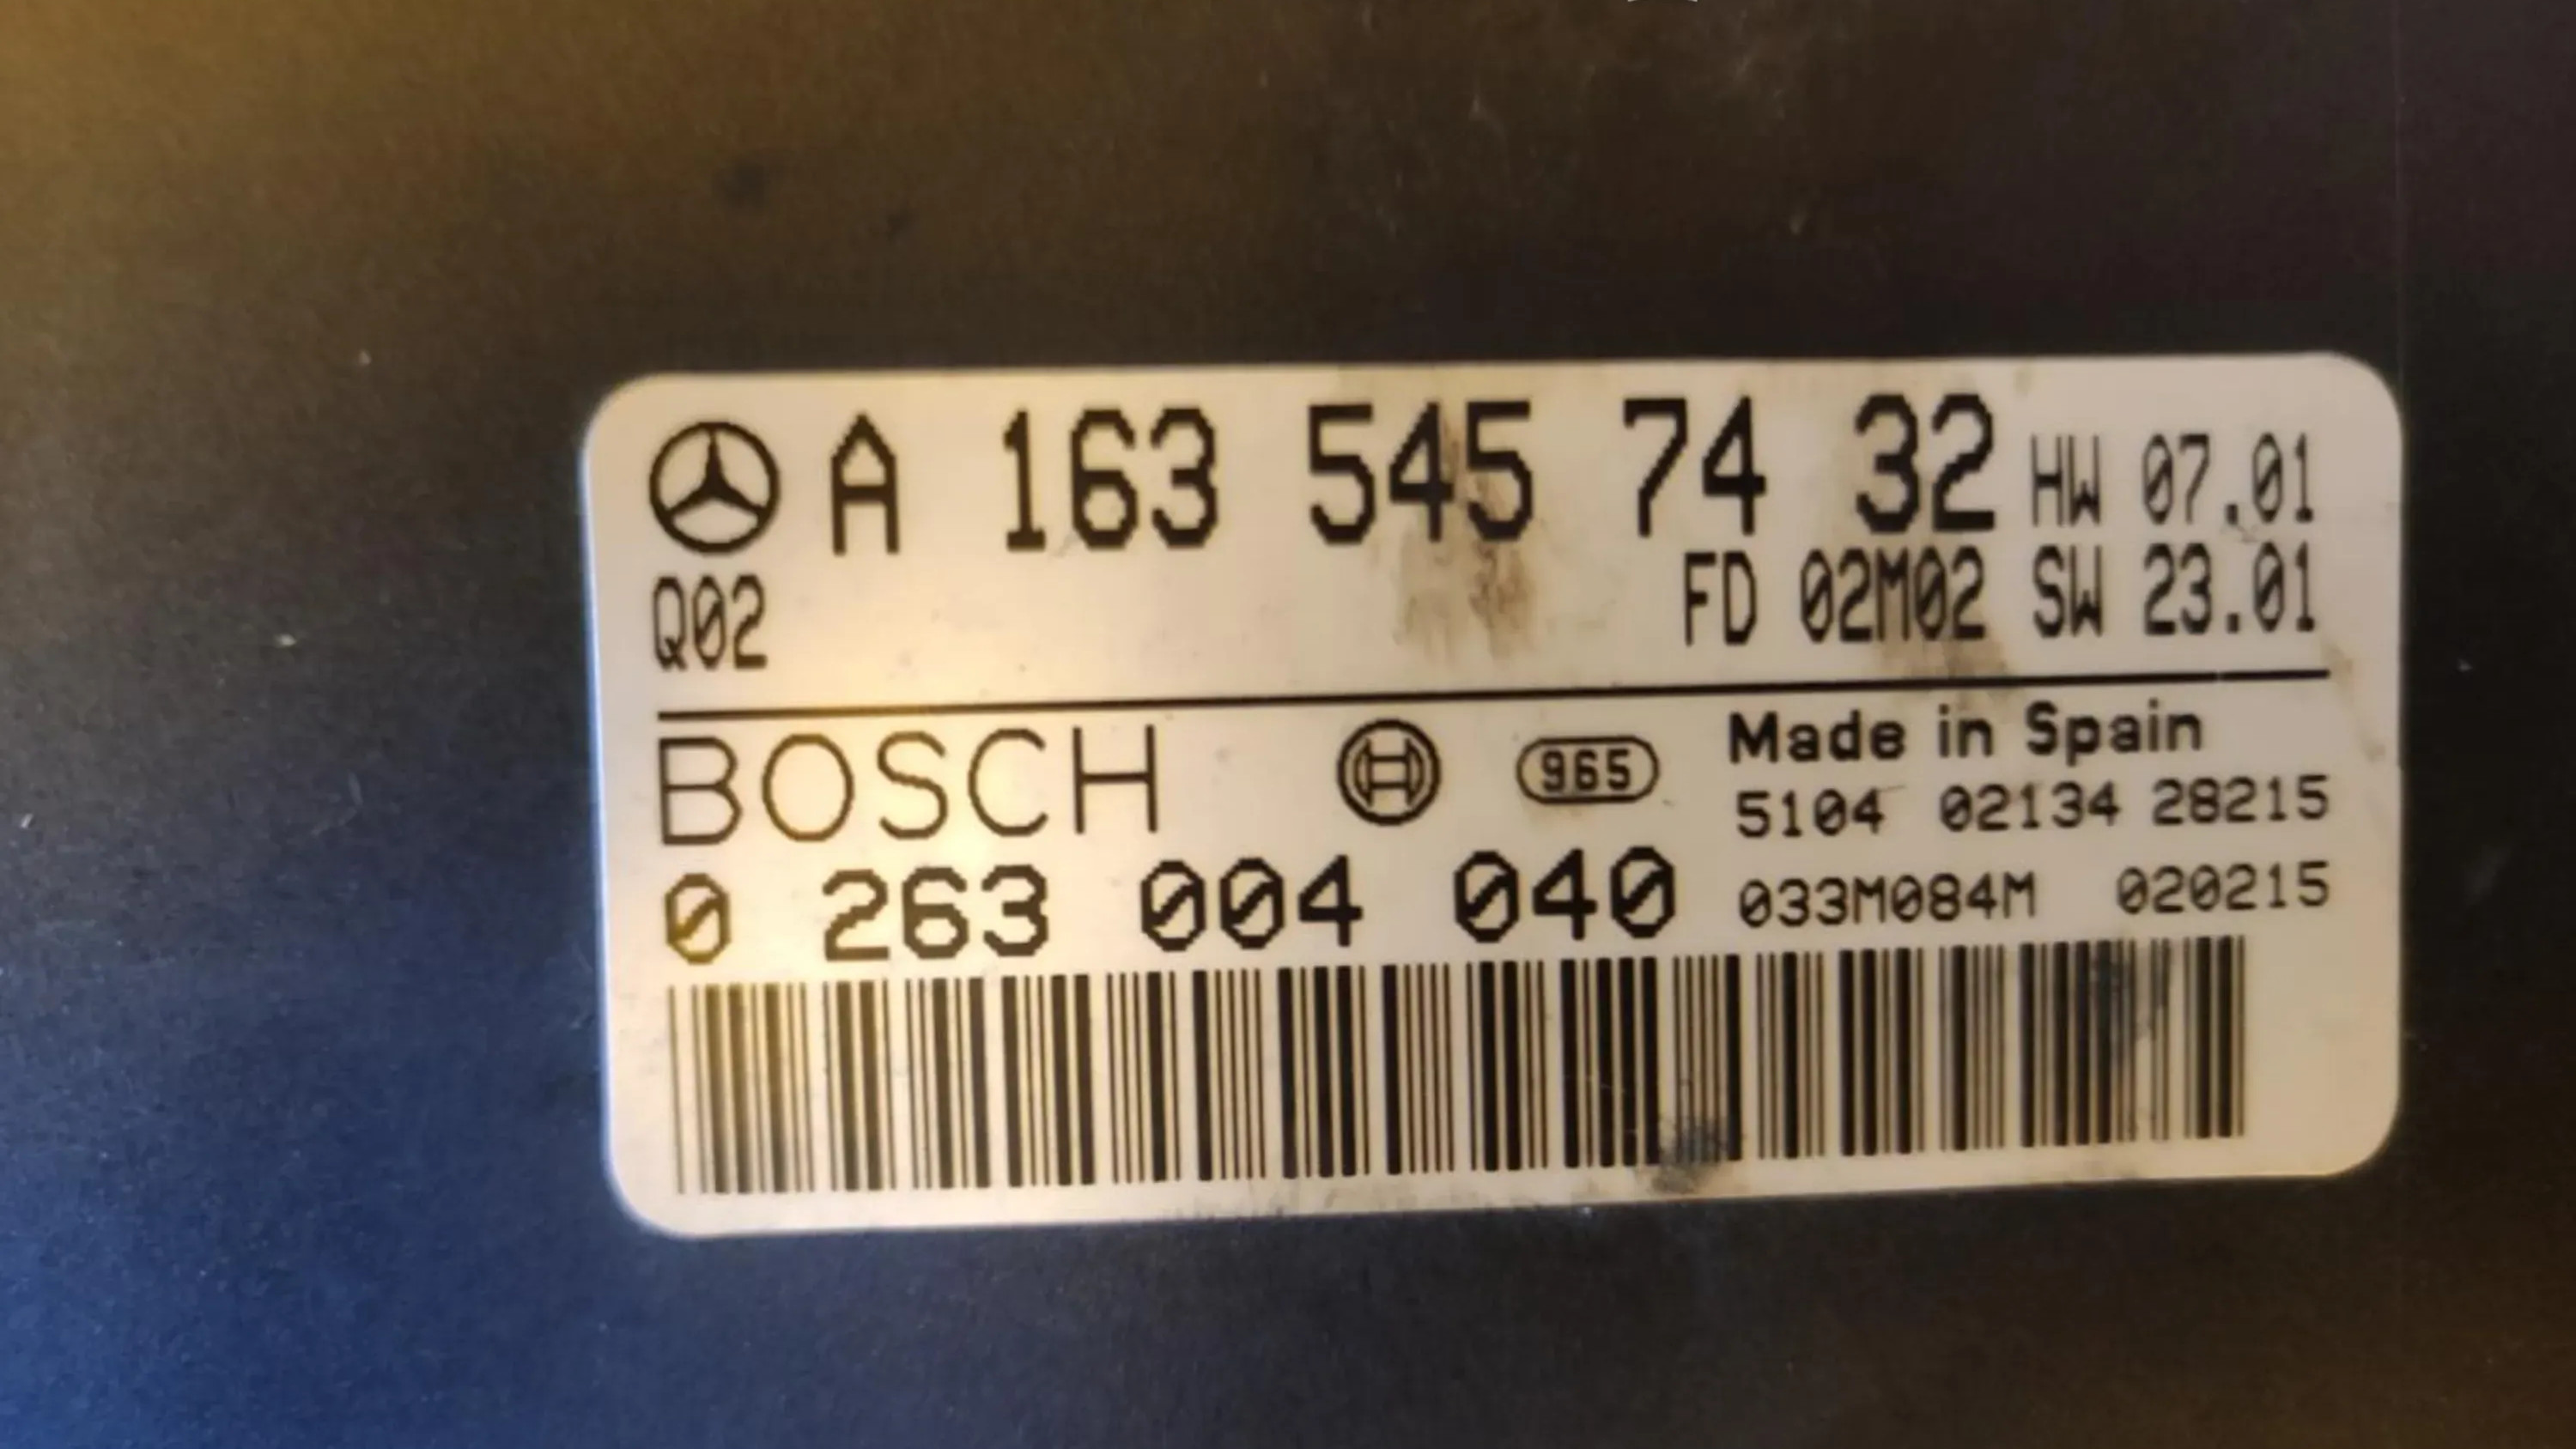 A 163 545 74 32 HW 07.01
Q02 FD 02M02 SW 23.01
BOSCH 965 Made in Spain
5104 02134 28215
0 263 004 040 033M084M 020215